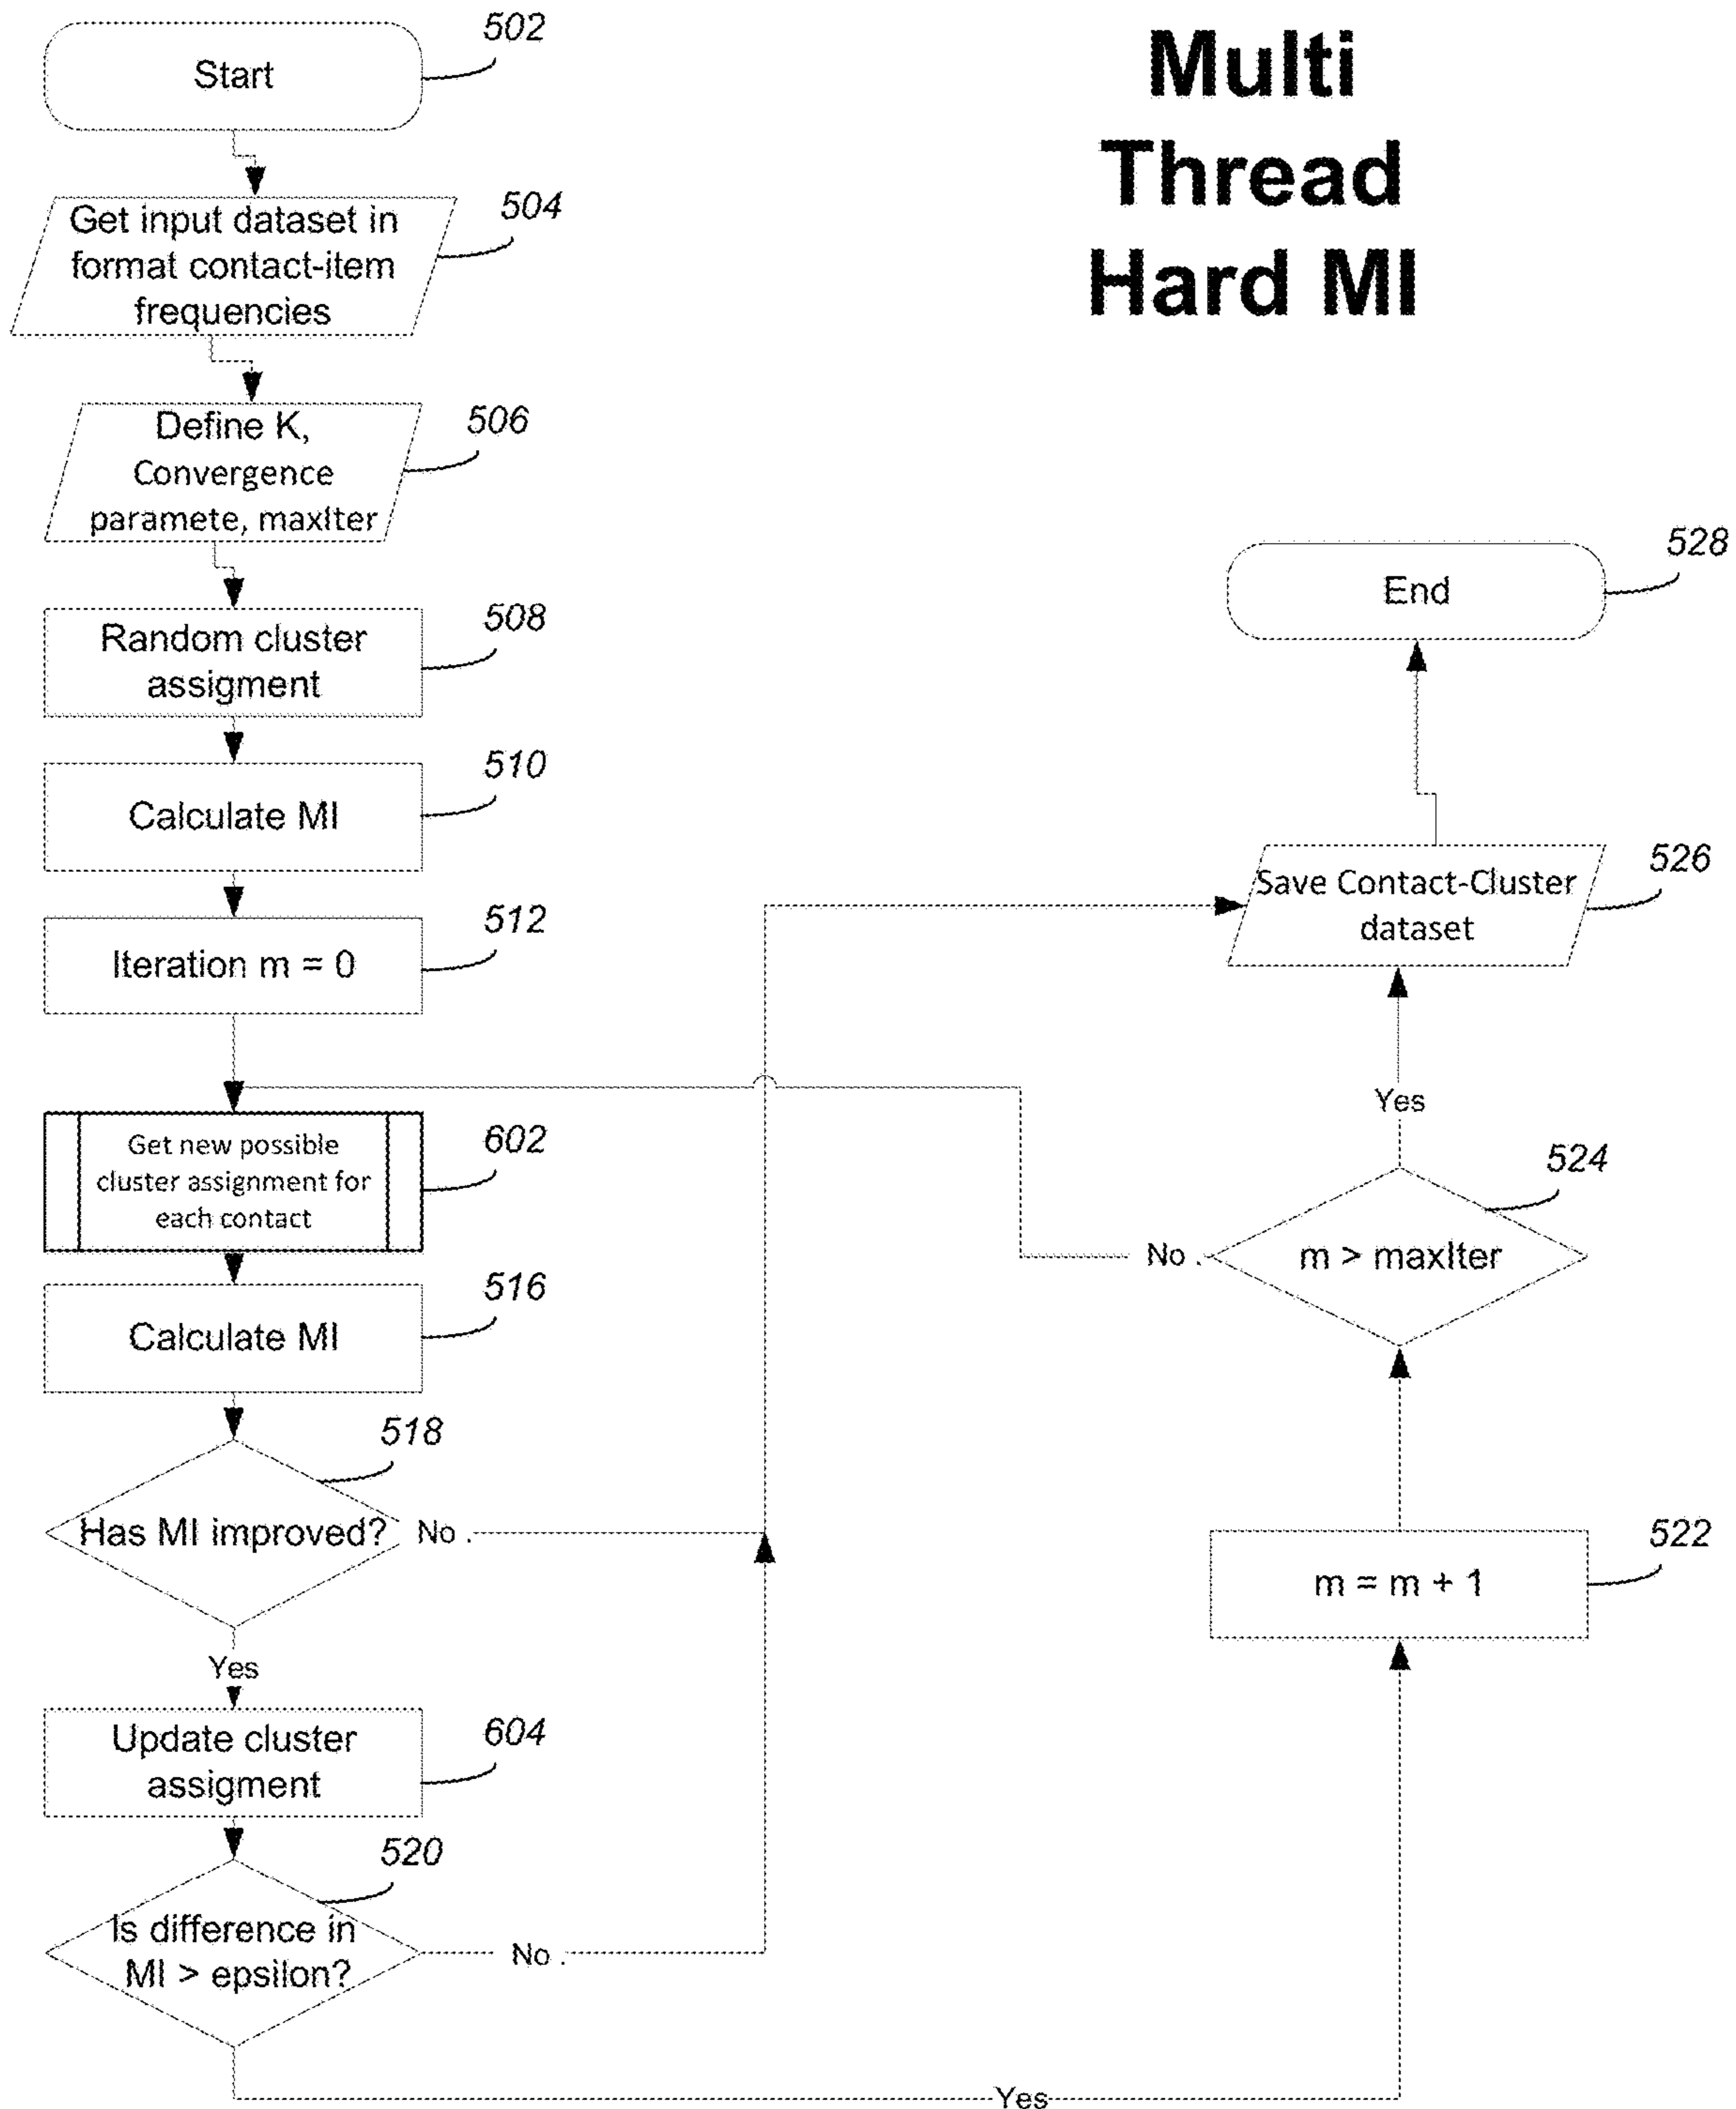 Multi
Thread
Hard MI
Start
502
Get input dataset in
format contact-item
frequencies
504
Define K,
Convergence
paramete, maxIter
506
Random cluster
assigment
508
Calculate MI
510
Iteration m = 0
512
Get new possible
cluster assignment for
each contact
602
Calculate MI
516
Has MI improved?
518
No
Yes
Update cluster
assigment
604
Is difference in
MI > epsilon?
520
No
Yes
m = m + 1
522
m > maxIter
524
No
Yes
Save Contact-Cluster
dataset
526
End
528